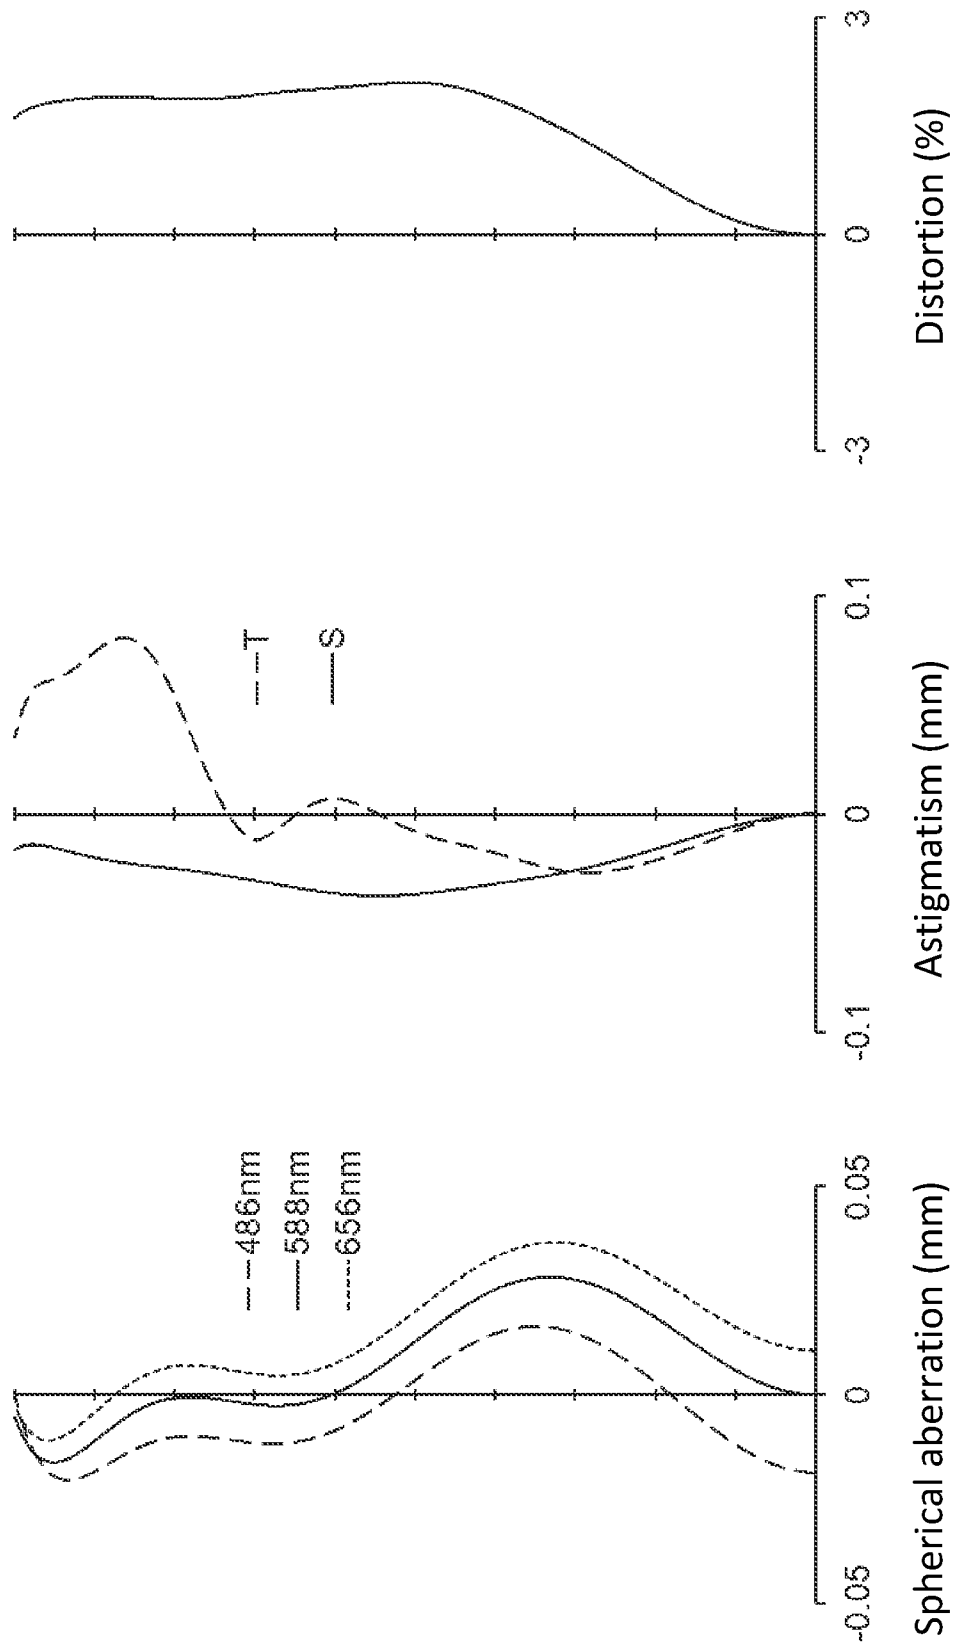 486nm
588nm
656nm
-0.05
0
0.05
Spherical aberration (mm)
T
S
-0.1
0
0.1
Astigmatism (mm)
-3
0
3
Distortion (%)